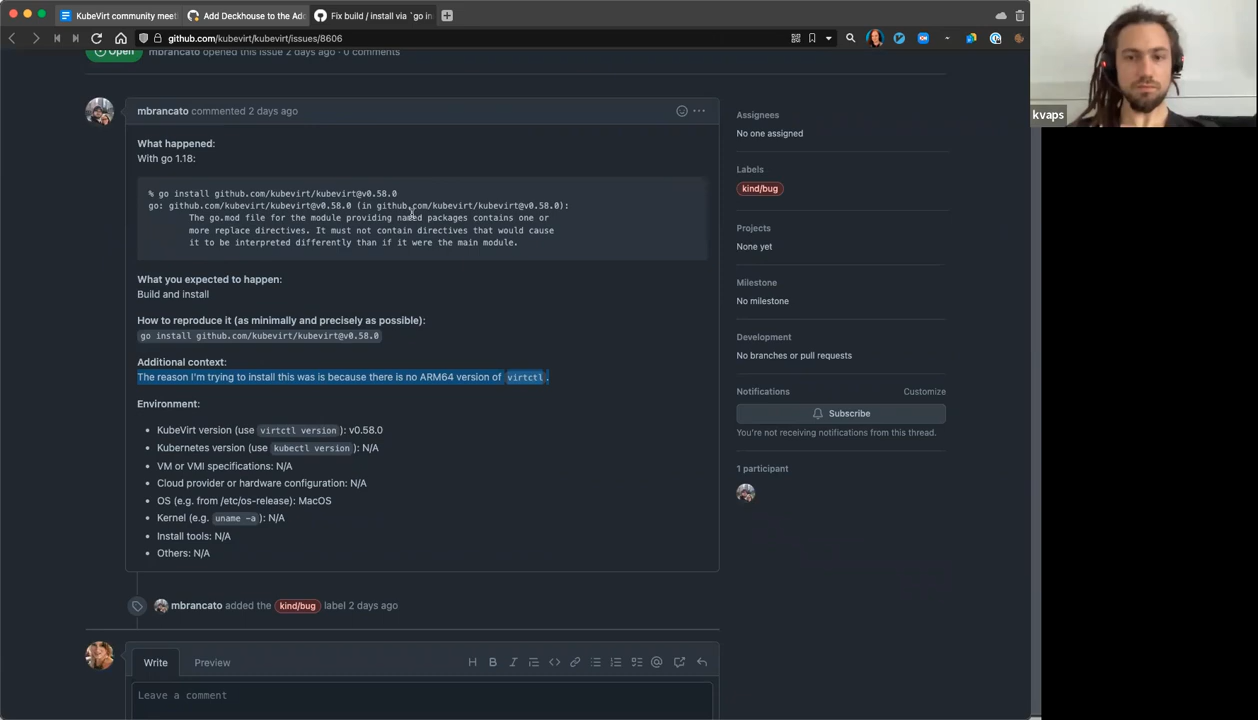 KubeVirt community meeti
Add Deckhouse to the Ado
Fix build / install via `go in
github.com/kubevirt/kubevirt/issues/8606
Open mbrancato opened this issue 2 days ago · 0 comments
mbrancato commented 2 days ago
What happened:
With go 1.18:
% go install github.com/kubevirt/kubevirt@v0.58.0
go: github.com/kubevirt/kubevirt@v0.58.0 (in github.com/kubevirt/kubevirt@v0.58.0):
The go.mod file for the module providing named packages contains one or
more replace directives. It must not contain directives that would cause
it to be interpreted differently than if it were the main module.
What you expected to happen:
Build and install
How to reproduce it (as minimally and precisely as possible):
go install github.com/kubevirt/kubevirt@v0.58.0
Additional context:
The reason I'm trying to install this was is because there is no ARM64 version of virtctl .
Environment:
• KubeVirt version (use virtctl version ): v0.58.0
• Kubernetes version (use kubectl version ): N/A
• VM or VMI specifications: N/A
• Cloud provider or hardware configuration: N/A
• OS (e.g. from /etc/os-release): MacOS
• Kernel (e.g. uname -a ): N/A
• Install tools: N/A
• Others: N/A
mbrancato added the kind/bug label 2 days ago
Write Preview
Leave a comment
Assignees
No one assigned
Labels
kind/bug
Projects
None yet
Milestone
No milestone
Development
No branches or pull requests
Notifications Customize
Subscribe
You're not receiving notifications from this thread.
1 participant
kvaps